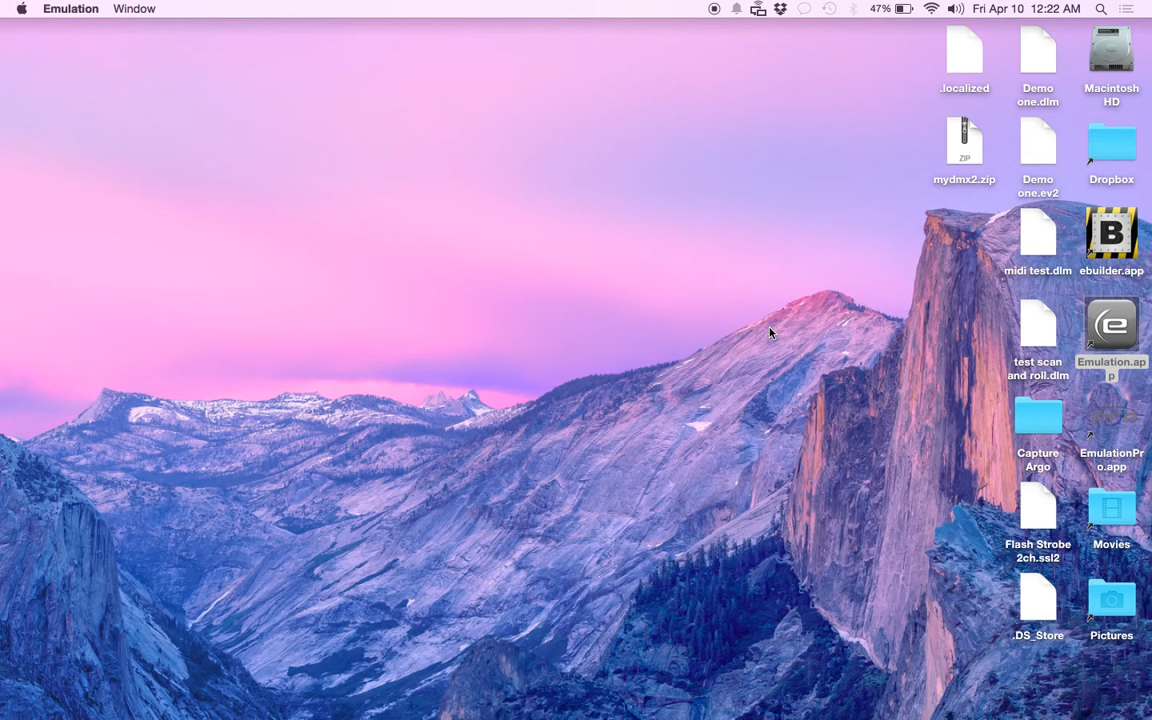 Emulation Window 47% Fri Apr 10 12:22 AM
.localized
Demo
one.dlm
Macintosh
HD
ZIP
mydmx2.zip
Demo
one.ev2
Dropbox
midi test.dlm
B
ebuilder.app
test scan
and roll.dlm
e
Emulation.ap
p
Capture
Argo
EmulationPr
o.app
Flash Strobe
2ch.ssl2
Movies
.DS_Store
Pictures